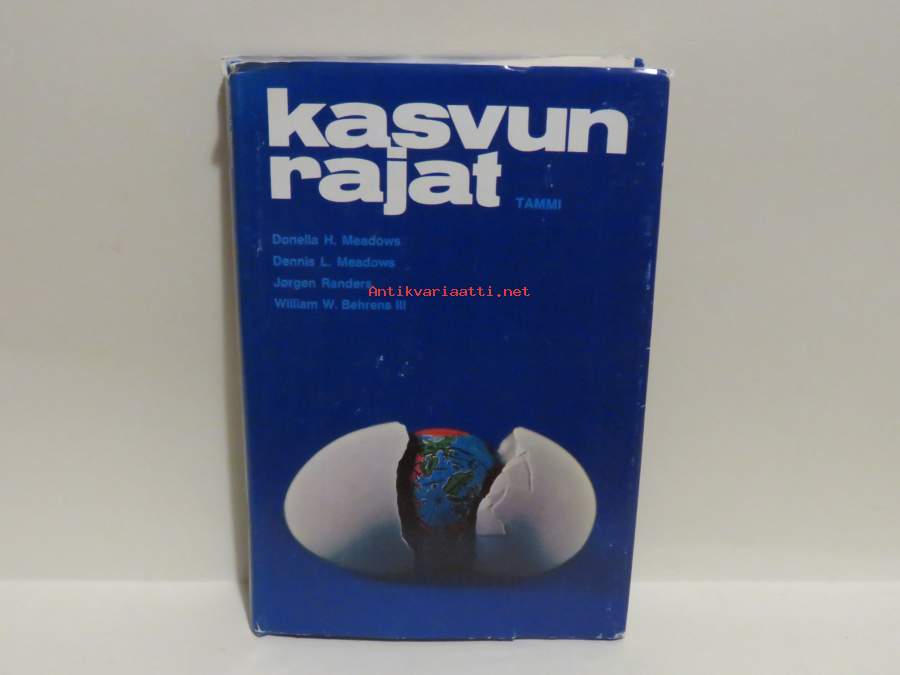 kasvun
rajat
TAMMI
Donella H. Meadows
Dennis L. Meadows
Jørgen Randers
Antikvariaatti.net
William W. Behrens III